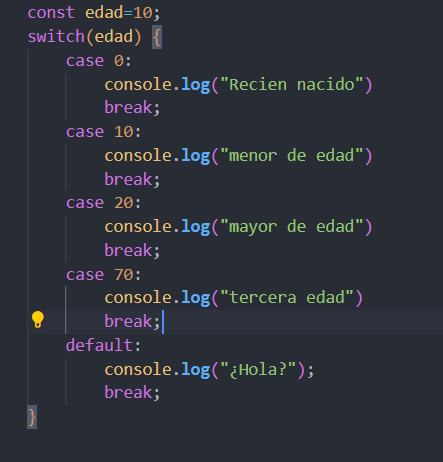 const edad=10;
switch(edad) {
    case 0:
        console.log("Recien nacido")
        break;
    case 10:
        console.log("menor de edad")
        break;
    case 20:
        console.log("mayor de edad")
        break;
    case 70:
        console.log("tercera edad")
        break;
    default:
        console.log("¿Hola?");
        break;
}